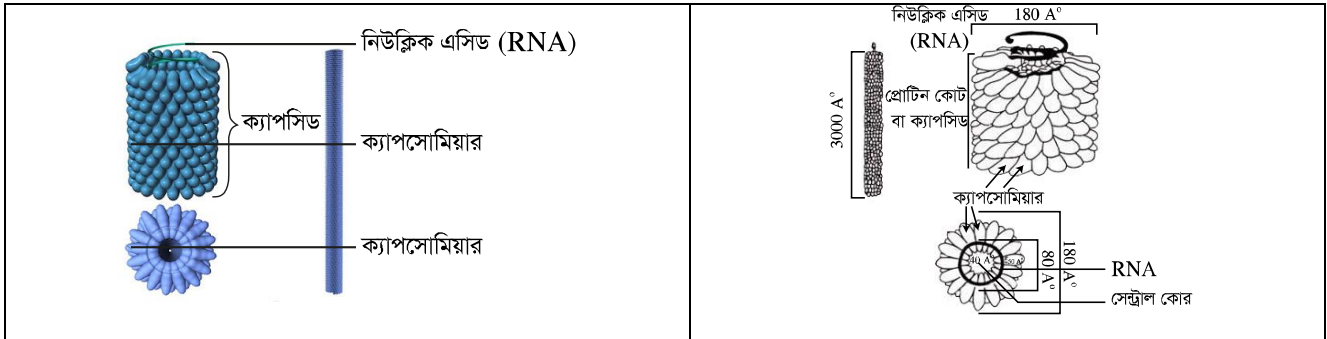 নিউক্লিক এসিড (RNA)
ক্যাপসিড
ক্যাপসোমিয়ার
ক্যাপসোমিয়ার
নিউক্লিক এসিড
(RNA)
180 A°
3000 A°
প্রোটিন কোট
বা ক্যাপসিড
ক্যাপসোমিয়ার
40 A°
80 A°
180 A°
RNA
সেন্ট্রাল কোর